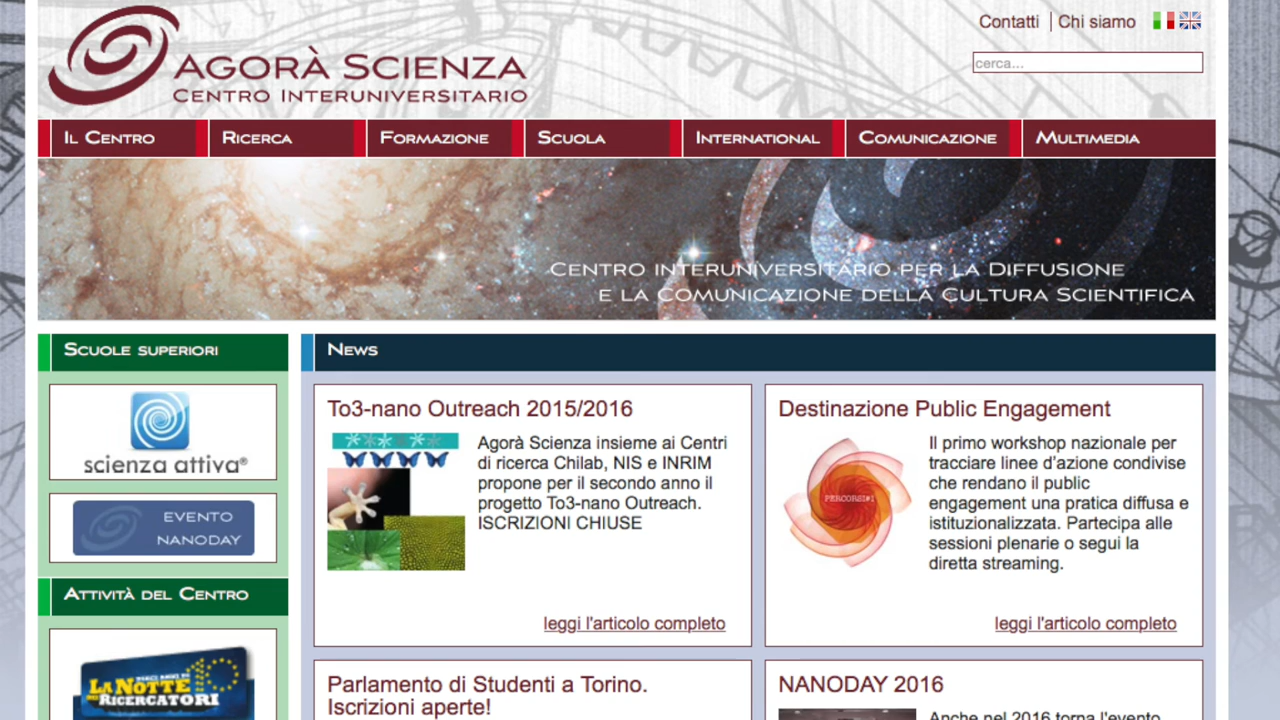 Contatti | Chi siamo
AGORÀ SCIENZA
CENTRO INTERUNIVERSITARIO
cerca...
IL CENTRO
RICERCA
FORMAZIONE
SCUOLA
INTERNATIONAL
COMUNICAZIONE
MULTIMEDIA
CENTRO INTERUNIVERSITARIO PER LA DIFFUSIONE
E LA COMUNICAZIONE DELLA CULTURA SCIENTIFICA
SCUOLE SUPERIORI
scienza attiva®
EVENTO
NANODAY
ATTIVITÀ DEL CENTRO
LA NOTTE
RICERCATORI
NEWS
To3-nano Outreach 2015/2016
Agorà Scienza insieme ai Centri
di ricerca Chilab, NIS e INRIM
propone per il secondo anno il
progetto To3-nano Outreach.
ISCRIZIONI CHIUSE
leggi l'articolo completo
Destinazione Public Engagement
PERCORSI#1
Il primo workshop nazionale per
tracciare linee d'azione condivise
che rendano il public
engagement una pratica diffusa e
istituzionalizzata. Partecipa alle
sessioni plenarie o segui la
diretta streaming.
leggi l'articolo completo
Parlamento di Studenti a Torino.
Iscrizioni aperte!
NANODAY 2016
Anche nel 2016 torna l'evento